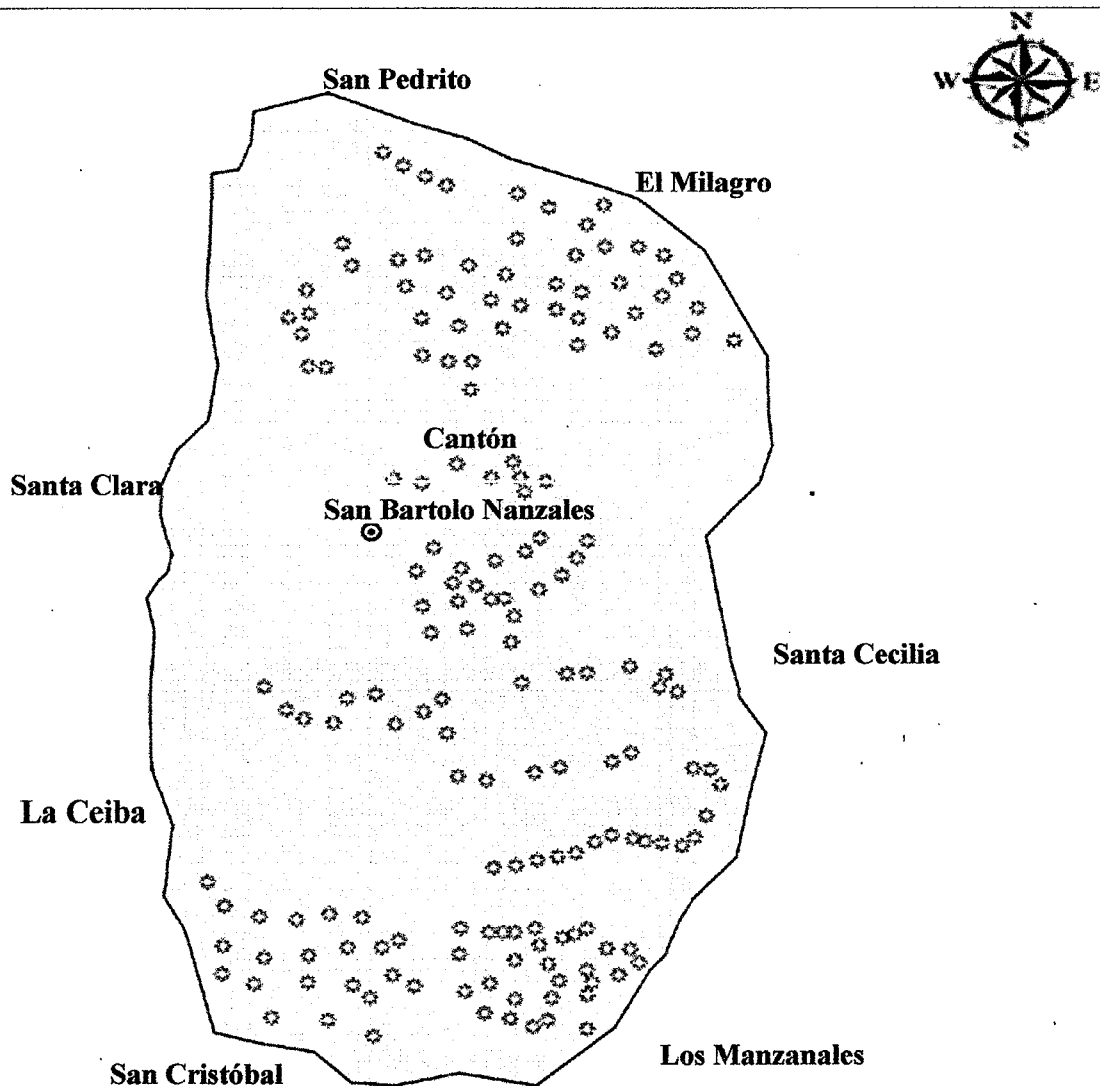 N
San Pedrito
W
E
S
El Milagro
Cantón
Santa Clara
San Bartolo Nanzales
Santa Cecilia
La Ceiba
Los Manzanales
San Cristóbal